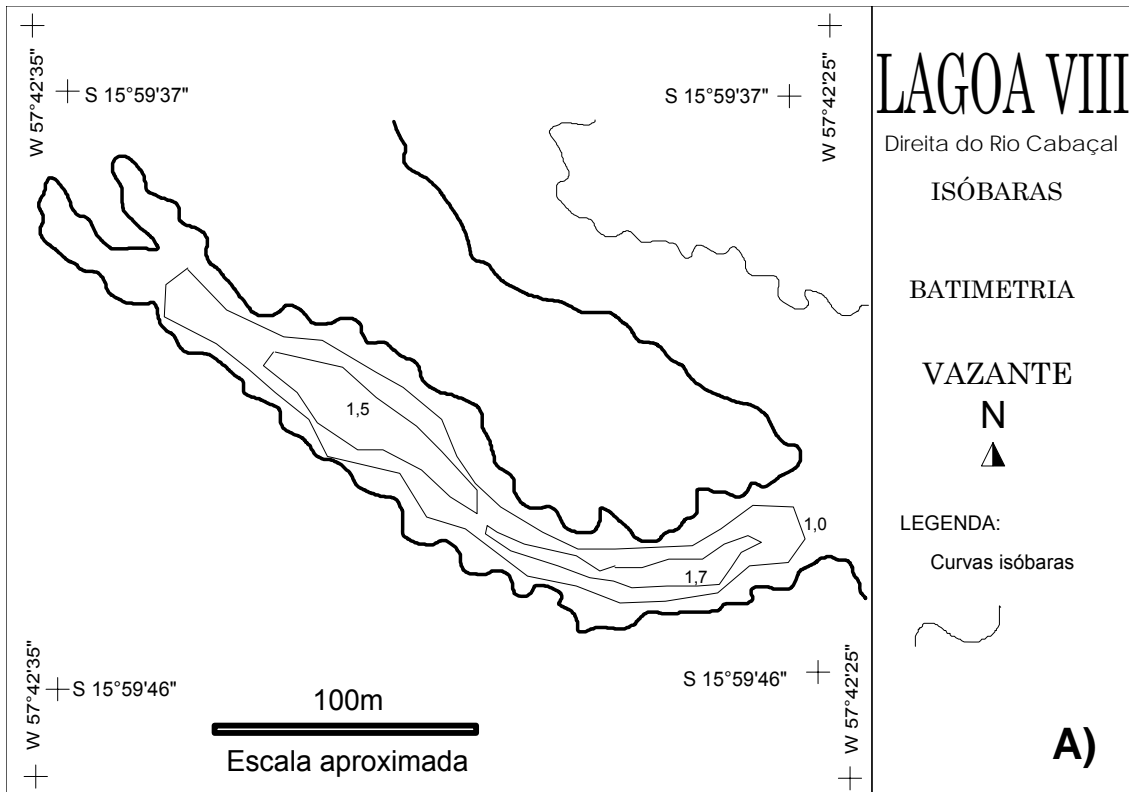 W 57°42'35"
S 15°59'37"
S 15°59'37"
W 57°42'25"
1,5
1,0
1,7
W 57°42'35"
S 15°59'46"
S 15°59'46"
W 57°42'25"
100m
Escala aproximada
LAGOA VIII
Direita do Rio Cabaçal
ISÓBARAS
BATIMETRIA
VAZANTE
N
LEGENDA:
Curvas isóbaras
A)